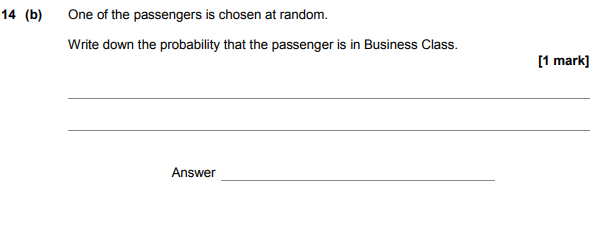 14 (b) One of the passengers is chosen at random.
Write down the probability that the passenger is in Business Class.
[1 mark]
Answer